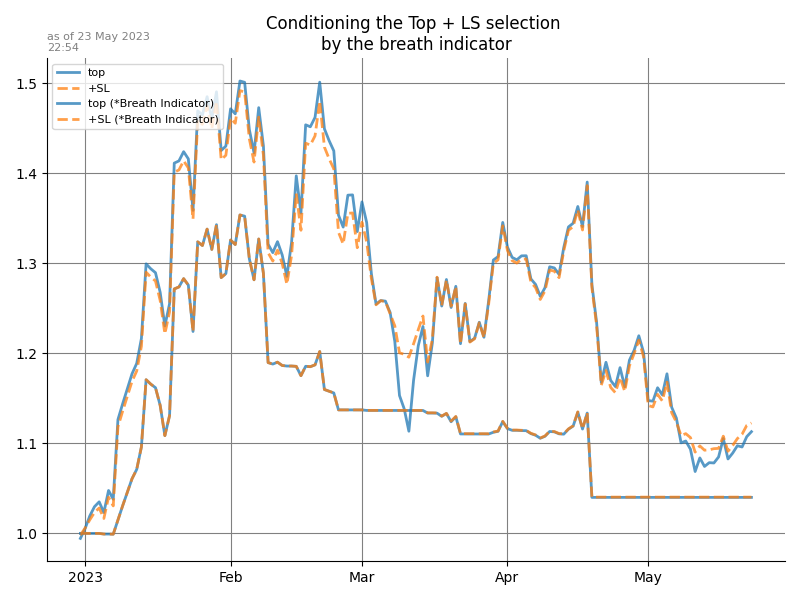 Conditioning the Top + LS selection
by the breath indicator
as of 23 May 2023
22:54
top
+SL
top (*Breath Indicator)
+SL (*Breath Indicator)
1.5
1.4
1.3
1.2
1.1
1.0
2023 Feb Mar Apr May